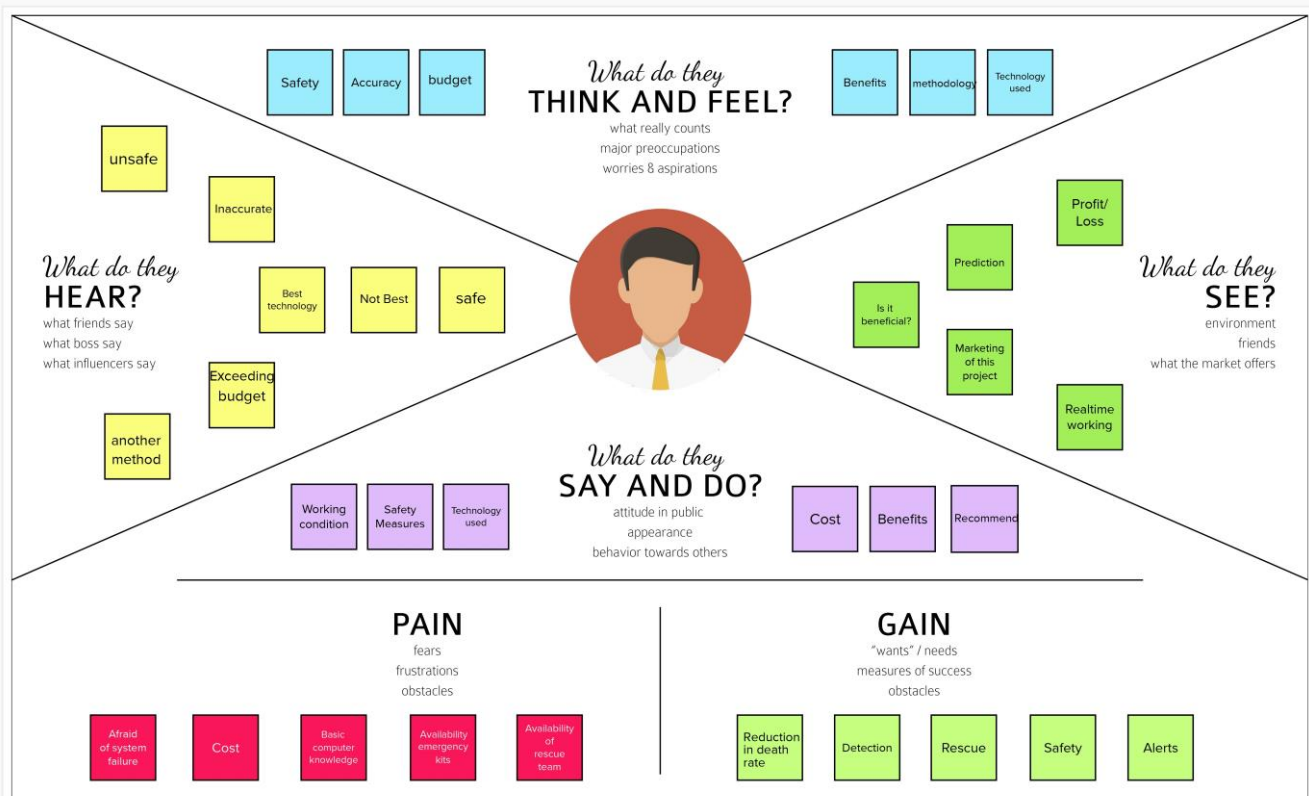 What do they
THINK AND FEEL?
what really counts
major preoccupations
worries & aspirations
Safety
Accuracy
budget
Benefits
methodology
Technology
used
What do they
HEAR?
what friends say
what boss say
what influencers say
unsafe
Inaccurate
Best
technology
Not Best
safe
Exceeding
budget
another
method
What do they
SEE?
environment
friends
what the market offers
Profit/
Loss
Prediction
Is it
beneficial?
Marketing
of this
project
Realtime
working
What do they
SAY AND DO?
attitude in public
appearance
behavior towards others
Working
condition
Safety
Measures
Technology
used
Cost
Benefits
Recommend
PAIN
fears
frustrations
obstacles
Afraid
of system
failure
Cost
Basic
computer
knowledge
Availability
emergency
kits
Availability
of
rescue
team
GAIN
"wants" / needs
measures of success
obstacles
Reduction
in death
rate
Detection
Rescue
Safety
Alerts